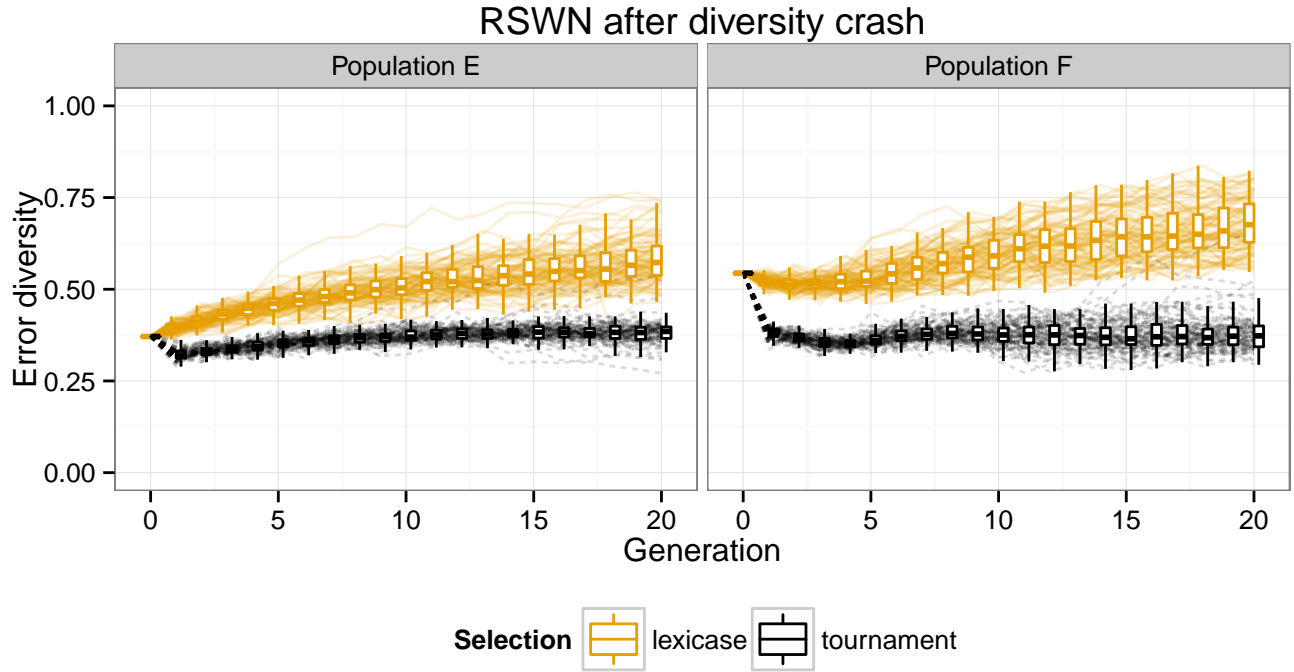 RSWN after diversity crash
Population E Population F
Error diversity
1.00
0.75
0.50
0.25
0.00
0 5 10 15 20 0 5 10 15 20
Generation
Selection lexicase tournament